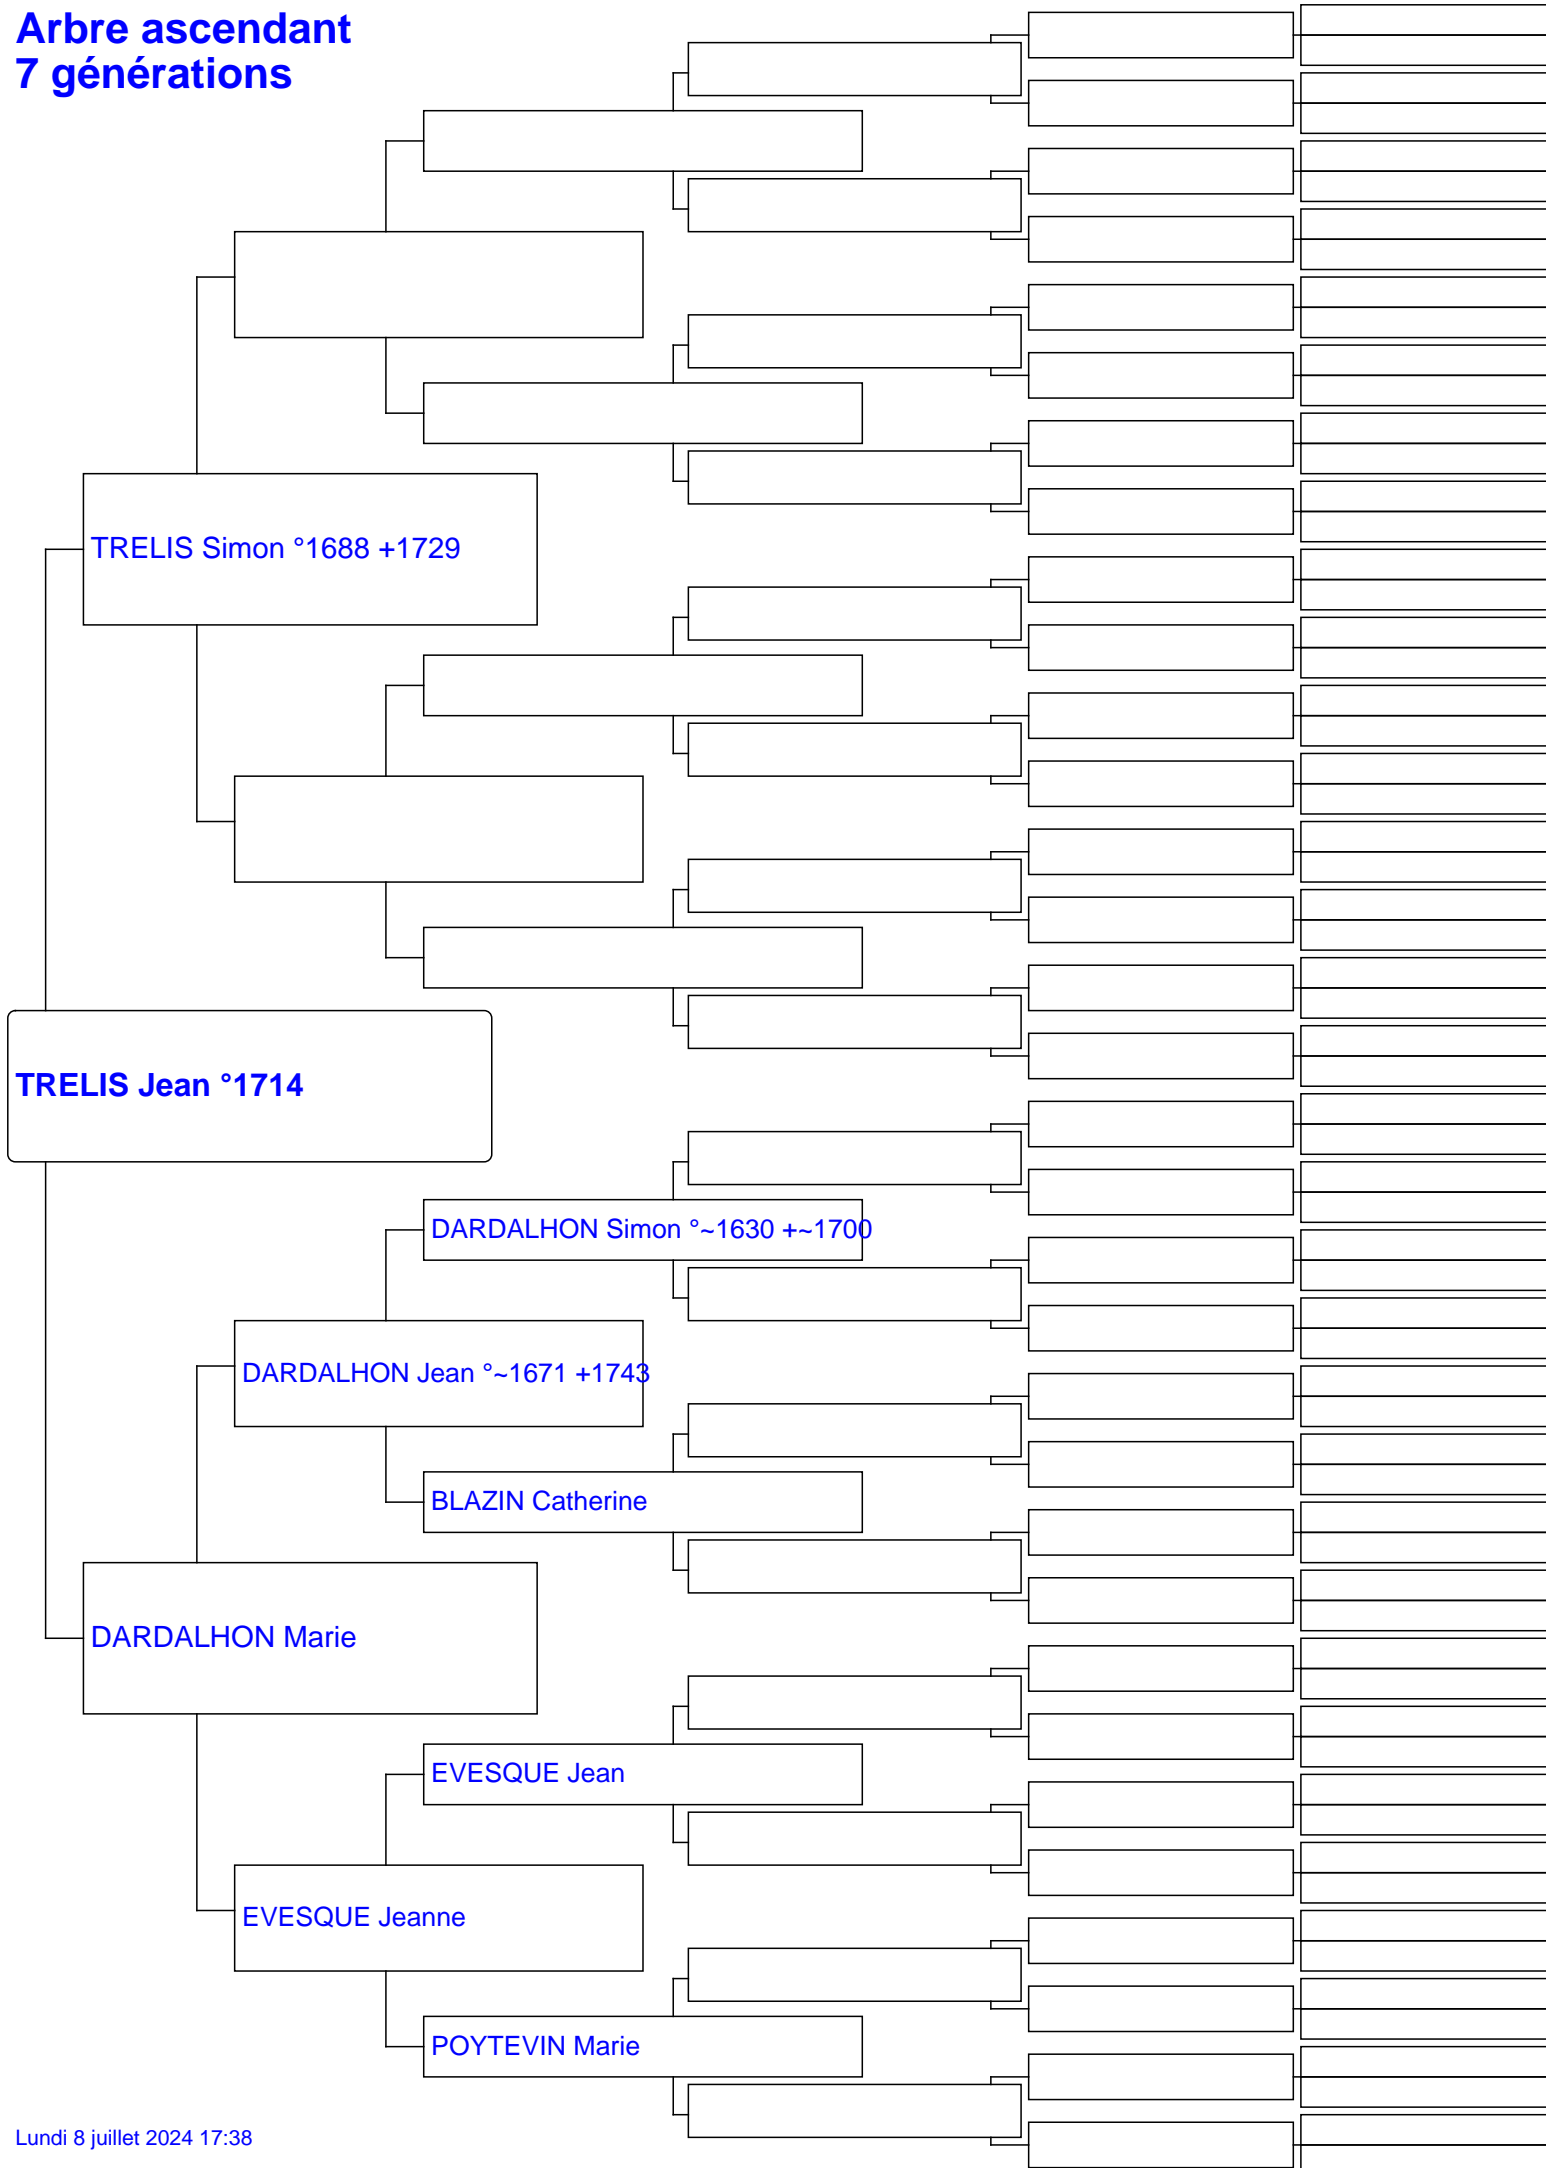 Arbre ascendant
7 générations
TRELIS Simon °1688 +1729
TRELIS Jean °1714
DARDALHON Simon °~1630 +~1700
DARDALHON Jean °~1671 +1743
BLAZIN Catherine
DARDALHON Marie
EVESQUE Jean
EVESQUE Jeanne
POYTEVIN Marie
Lundi 8 juillet 2024 17:38